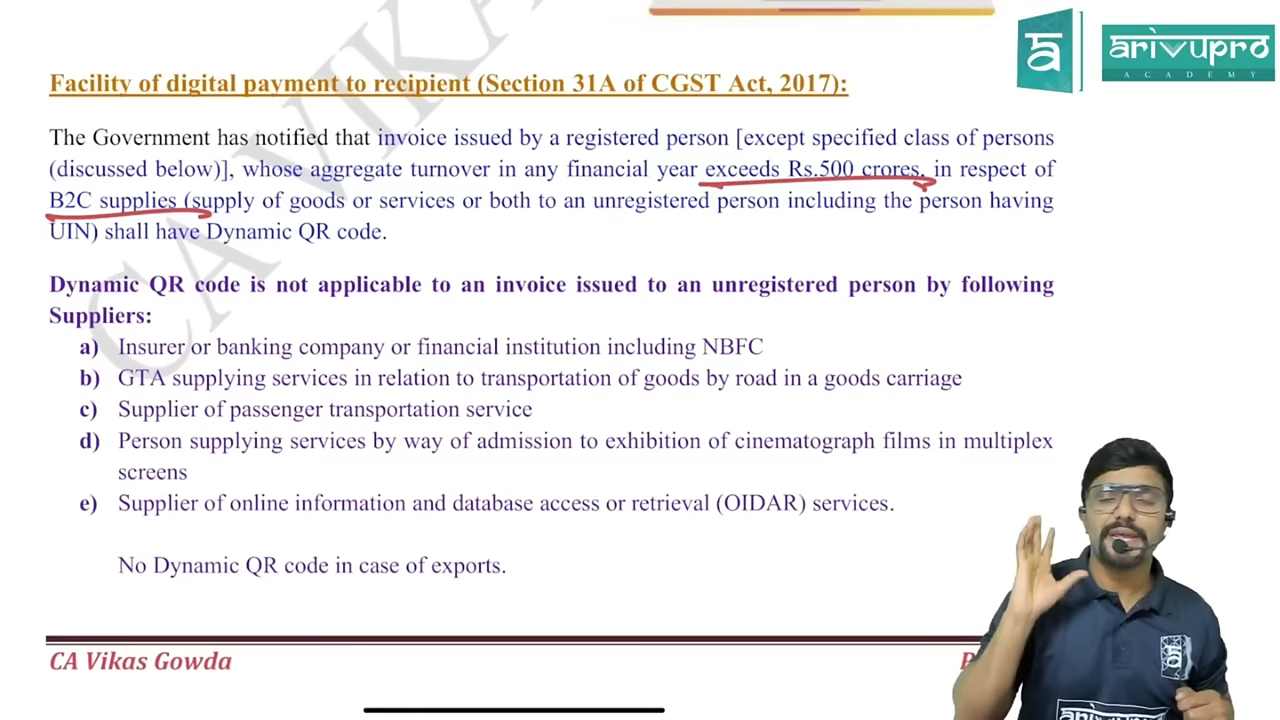 arivupro
ACADEMY
Facility of digital payment to recipient (Section 31A of CGST Act, 2017):
The Government has notified that invoice issued by a registered person [except specified class of persons
(discussed below)], whose aggregate turnover in any financial year exceeds Rs.500 crores, in respect of
B2C supplies (supply of goods or services or both to an unregistered person including the person having
UIN) shall have Dynamic QR code.
Dynamic QR code is not applicable to an invoice issued to an unregistered person by following
Suppliers:
a) Insurer or banking company or financial institution including NBFC
b) GTA supplying services in relation to transportation of goods by road in a goods carriage
c) Supplier of passenger transportation service
d) Person supplying services by way of admission to exhibition of cinematograph films in multiplex
screens
e) Supplier of online information and database access or retrieval (OIDAR) services.
No Dynamic QR code in case of exports.
CA Vikas Gowda
CA VIKA
arivupro